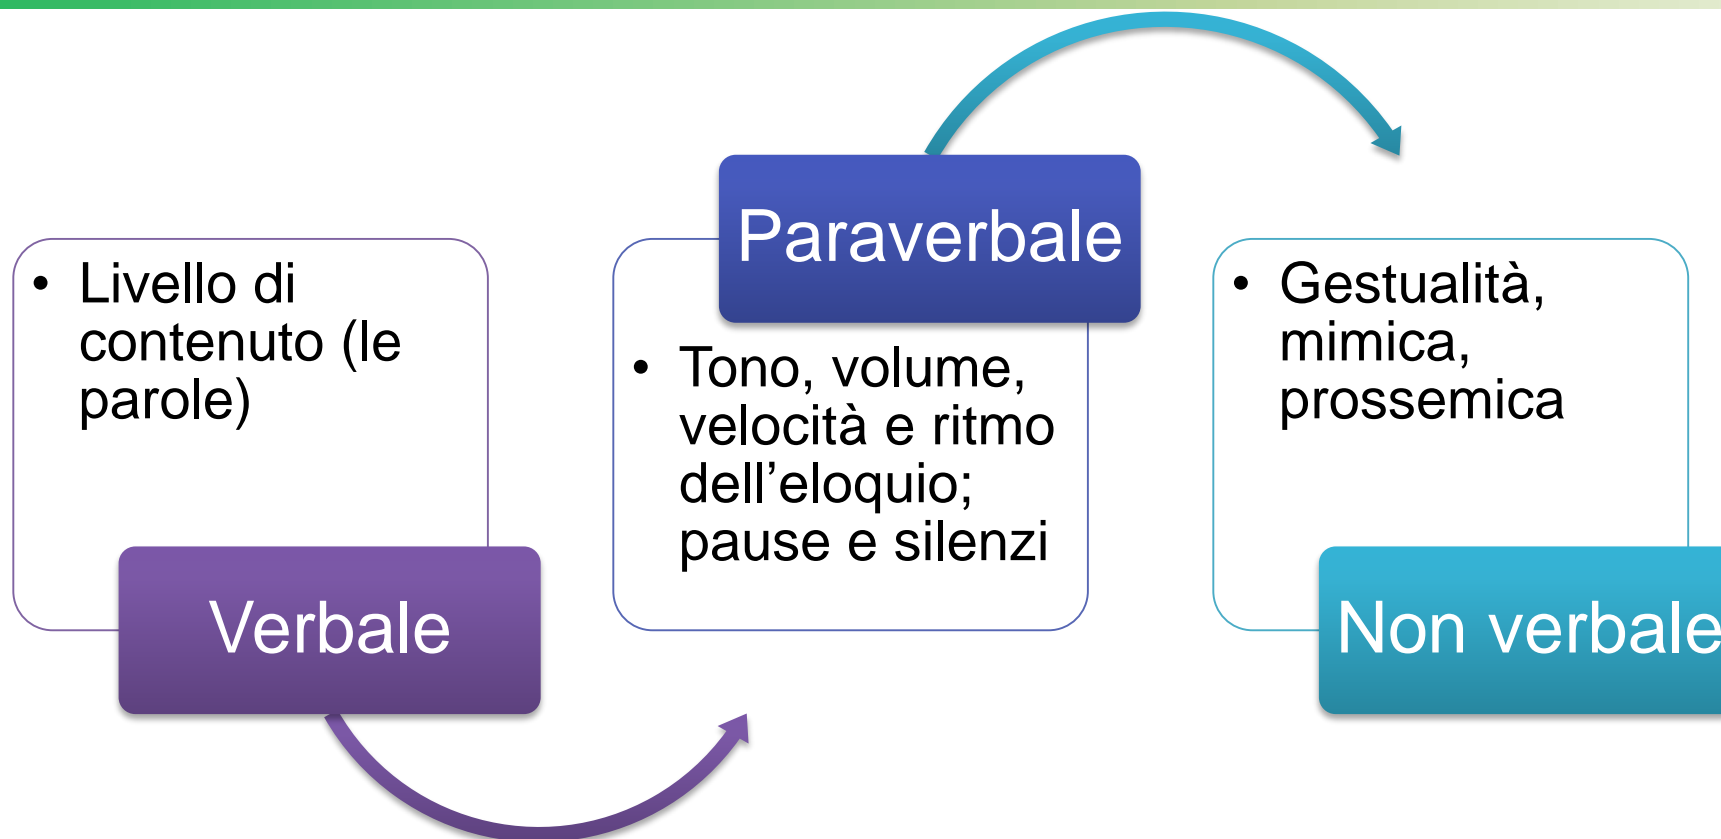 • Livello di
contenuto (le
parole)
Verbale
Paraverbale
• Tono, volume,
velocità e ritmo
dell’eloquio;
pause e silenzi
• Gestualità,
mimica,
prossemica
Non verbale